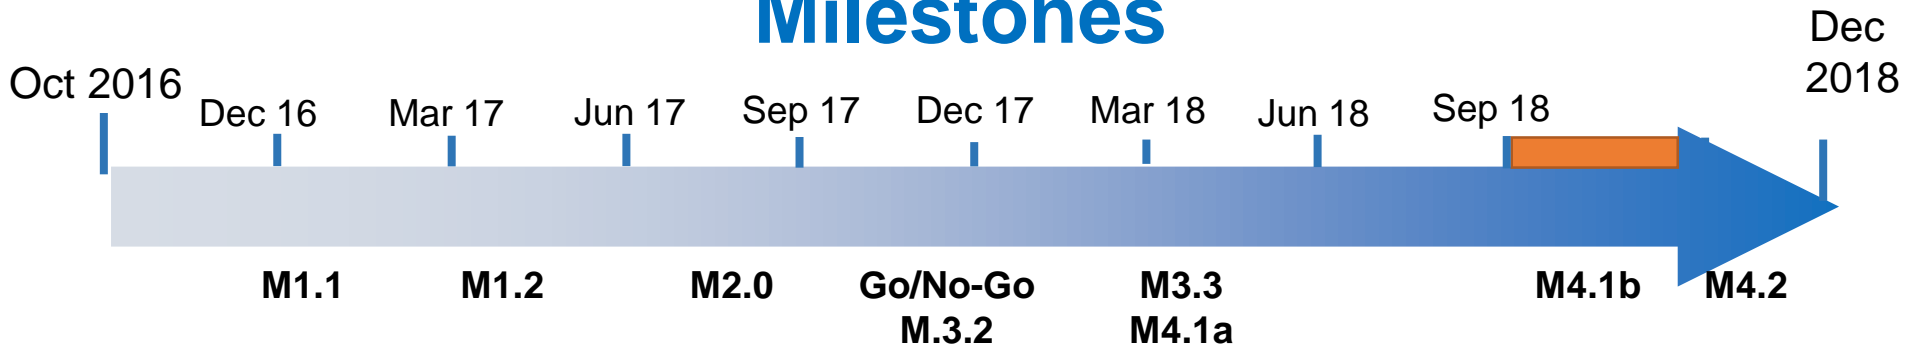 Milestones
Oct 2016
Dec 16
Mar 17
Jun 17
Sep 17
Dec 17
Mar 18
Jun 18
Sep 18
Dec
2018
M1.1
M1.2
M2.0
Go/No-Go
M.3.2
M3.3
M4.1a
M4.1b
M4.2